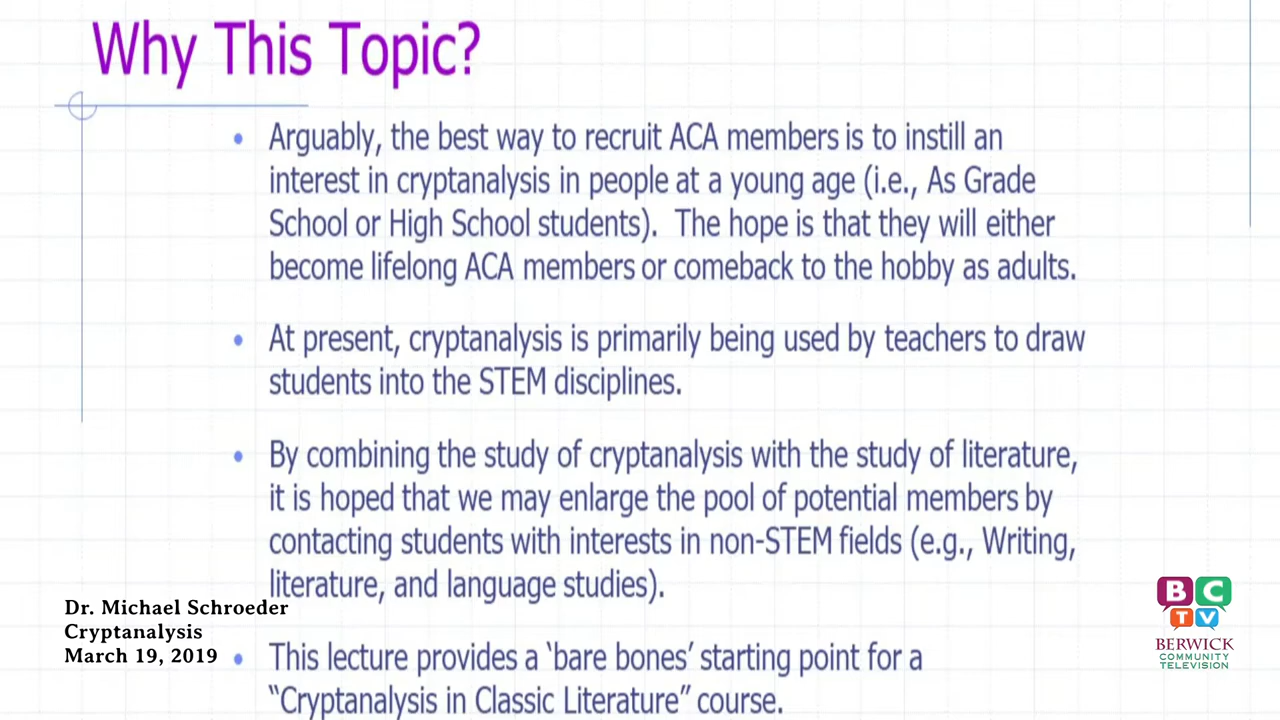 Why This Topic?
• Arguably, the best way to recruit ACA members is to instill an
interest in cryptanalysis in people at a young age (i.e., As Grade
School or High School students).  The hope is that they will either
become lifelong ACA members or comeback to the hobby as adults.
• At present, cryptanalysis is primarily being used by teachers to draw
students into the STEM disciplines.
• By combining the study of cryptanalysis with the study of literature,
it is hoped that we may enlarge the pool of potential members by
contacting students with interests in non-STEM fields (e.g., Writing,
literature, and language studies).
• This lecture provides a ‘bare bones’ starting point for a
“Cryptanalysis in Classic Literature” course.
Dr. Michael Schroeder
Cryptanalysis
March 19, 2019
BCTV
BERWICK
COMMUNITY
TELEVISION